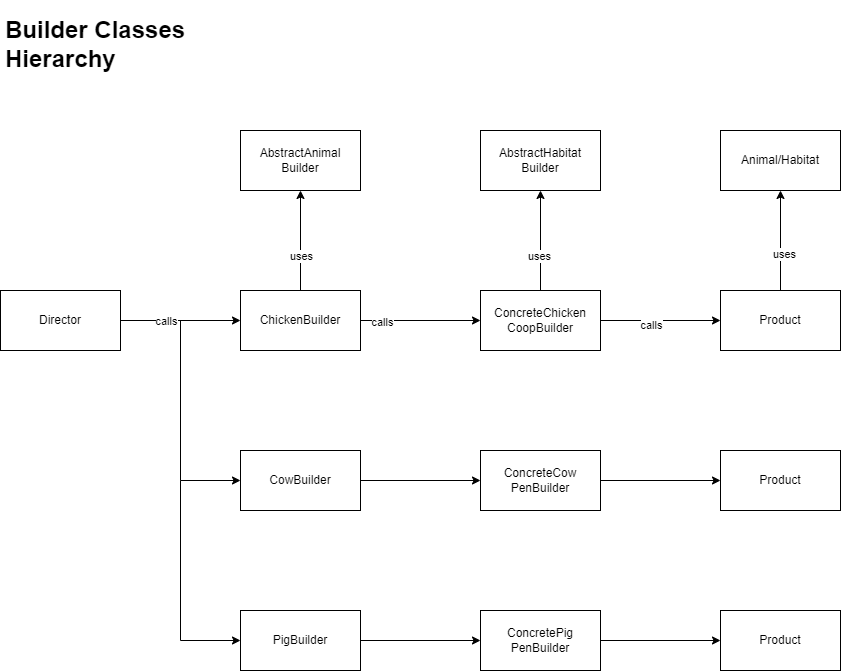 Builder Classes
Hierarchy
AbstractAnimal
Builder
AbstractHabitat
Builder
Animal/Habitat
uses
uses
uses
Director
calls
ChickenBuilder
calls
ConcreteChicken
CoopBuilder
calls
Product
CowBuilder
ConcreteCow
PenBuilder
Product
PigBuilder
ConcretePig
PenBuilder
Product